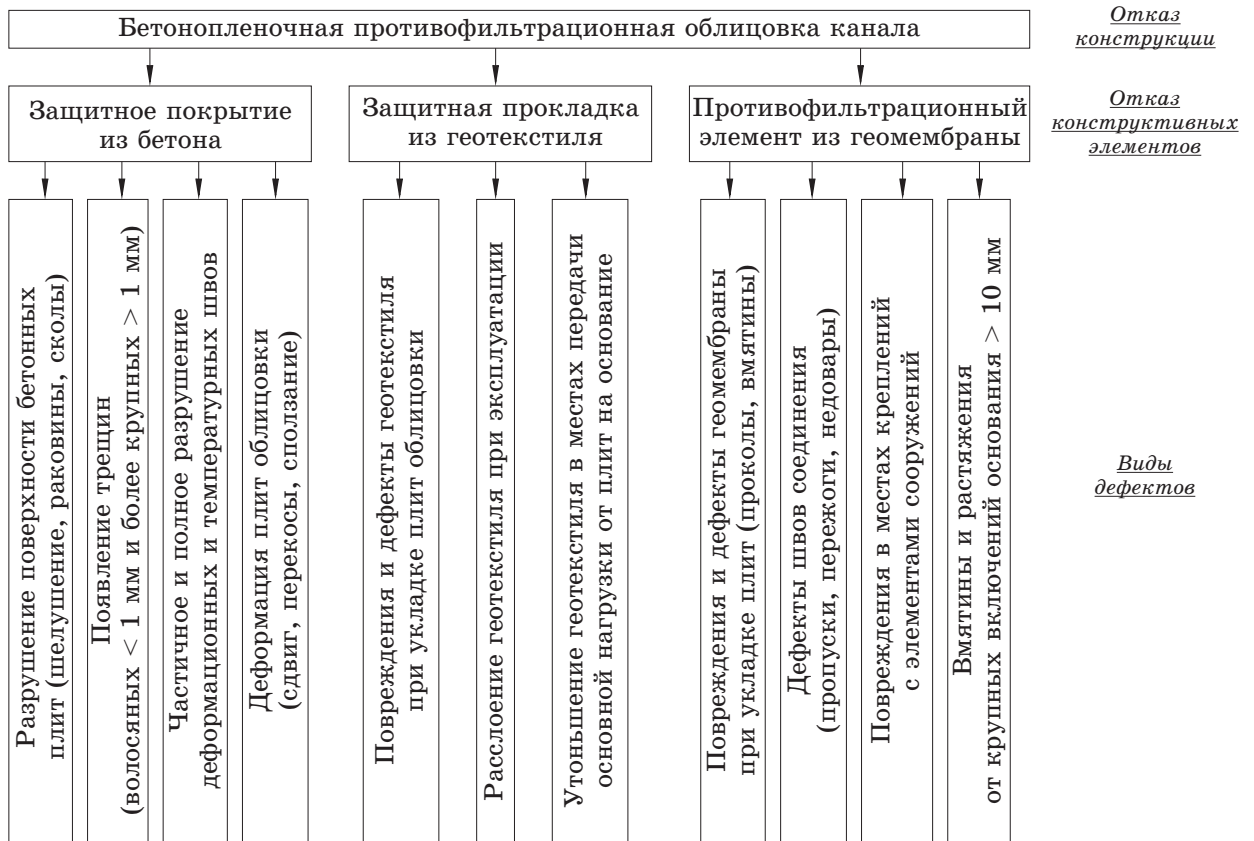 Бетонопленочная противофильтрационная облицовка канала
Отказ
конструкции
Защитное покрытие
из бетона
Защитная прокладка
из геотекстиля
Противофильтрационный
элемент из геомембраны
Отказ
конструктивных
элементов
Разрушение поверхности бетонных
плит (шелушение, раковины, сколы)
Появление трещин
(волосяных < 1 мм и более крупных > 1 мм)
Частичное и полное разрушение
деформационных и температурных швов
Деформация плит облицовки
(сдвиг, перекосы, сползание)
Повреждения и дефекты геотекстиля
при укладке плит облицовки
Расслоение геотекстиля при эксплуатации
Утоньшение геотекстиля в местах передачи
основной нагрузки от плит на основание
Повреждения и дефекты геомембраны
при укладке плит (проколы, вмятины)
Дефекты швов соединения
(пропуски, пережоги, недовары)
Повреждения в местах креплений
с элементами сооружений
Вмятины и растяжения
от крупных включений основания > 10 мм
Виды
дефектов